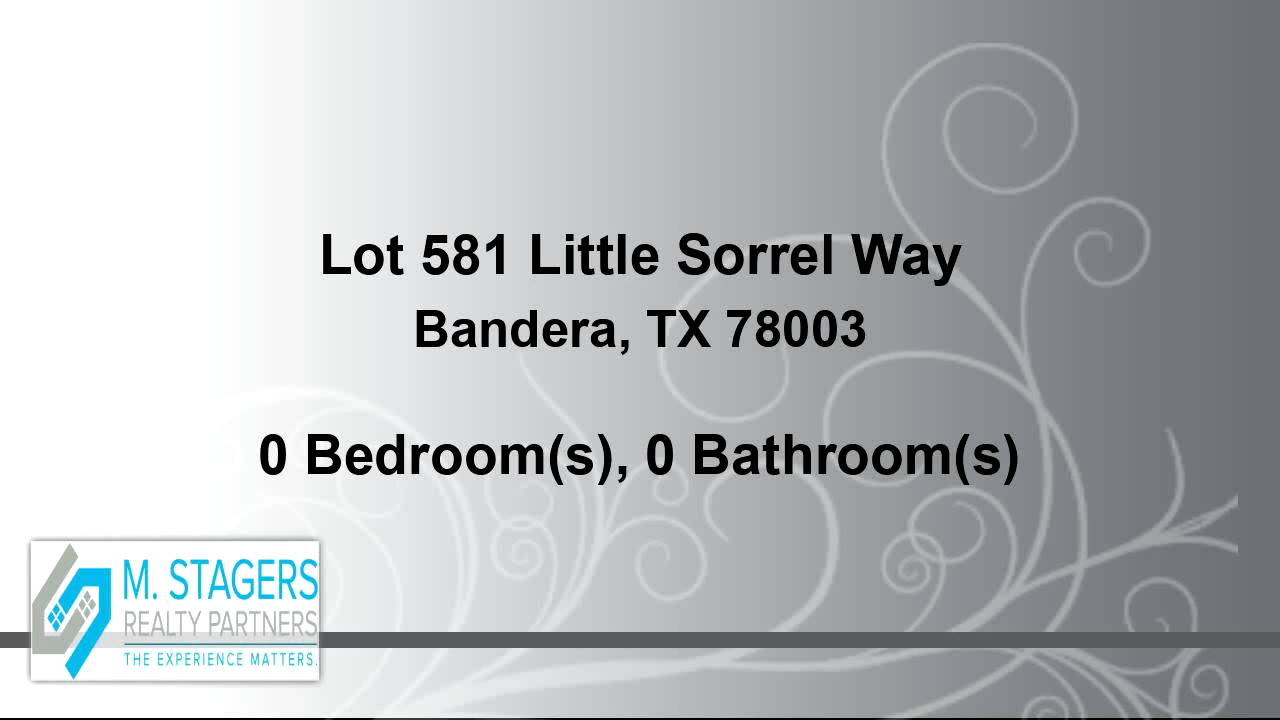 Lot 581 Little Sorrel Way
Bandera, TX 78003
0 Bedroom(s), 0 Bathroom(s)
M. STAGERS
REALTY PARTNERS
THE EXPERIENCE MATTERS.